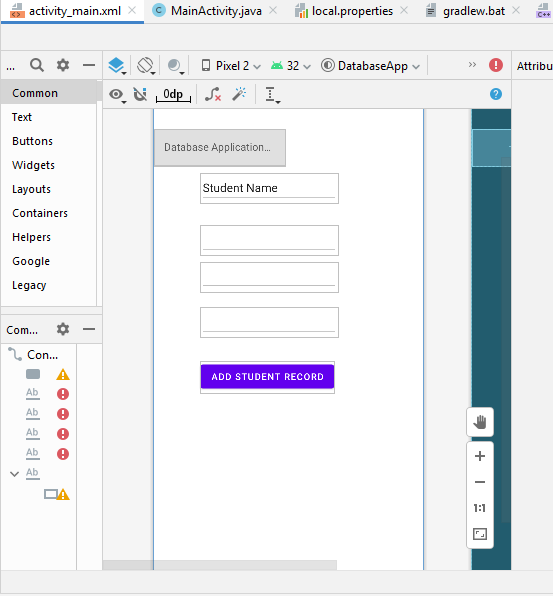 activity_main.xml
MainActivity.java
local.properties
gradlew.bat
...
Pixel 2
32
DatabaseApp
Attribu
0dp
Common
Text
Buttons
Widgets
Layouts
Containers
Helpers
Google
Legacy
Com...
Con...
Ab
Ab
Ab
Ab
Ab
Database Application...
Student Name
ADD STUDENT RECORD
1:1